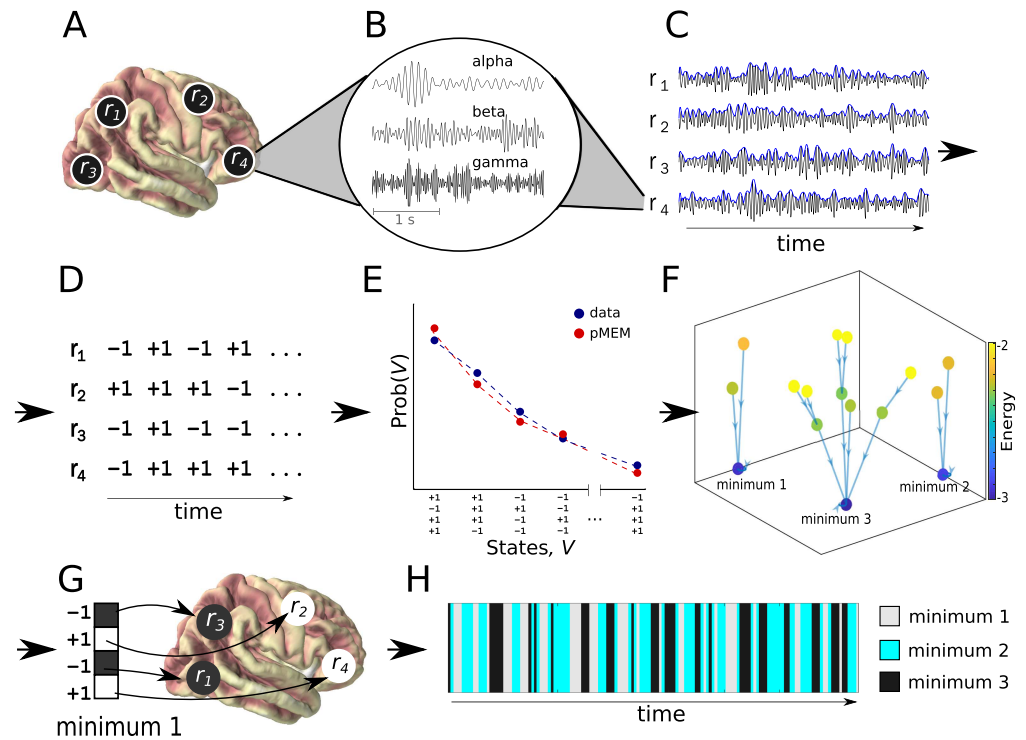 A
r1
r2
r3
r4
B
alpha
beta
gamma
1 s
C
r 1
r 2
r 3
r 4
time
D
r1 −1 +1 −1 +1 ...
r2 +1 +1 +1 −1 ...
r3 −1 +1 −1 −1 ...
r4 −1 +1 +1 +1 ...
time
E
data
pMEM
Prob(V)
+1 +1 −1 −1 −1
−1 −1 −1 −1 +1
+1 +1 +1 +1 ... −1
+1 −1 −1 −1 +1
States, V
F
minimum 1
minimum 2
minimum 3
-2
Energy
-3
G
−1
+1
−1
+1
r3
r2
r1
r4
minimum 1
H
time
minimum 1
minimum 2
minimum 3